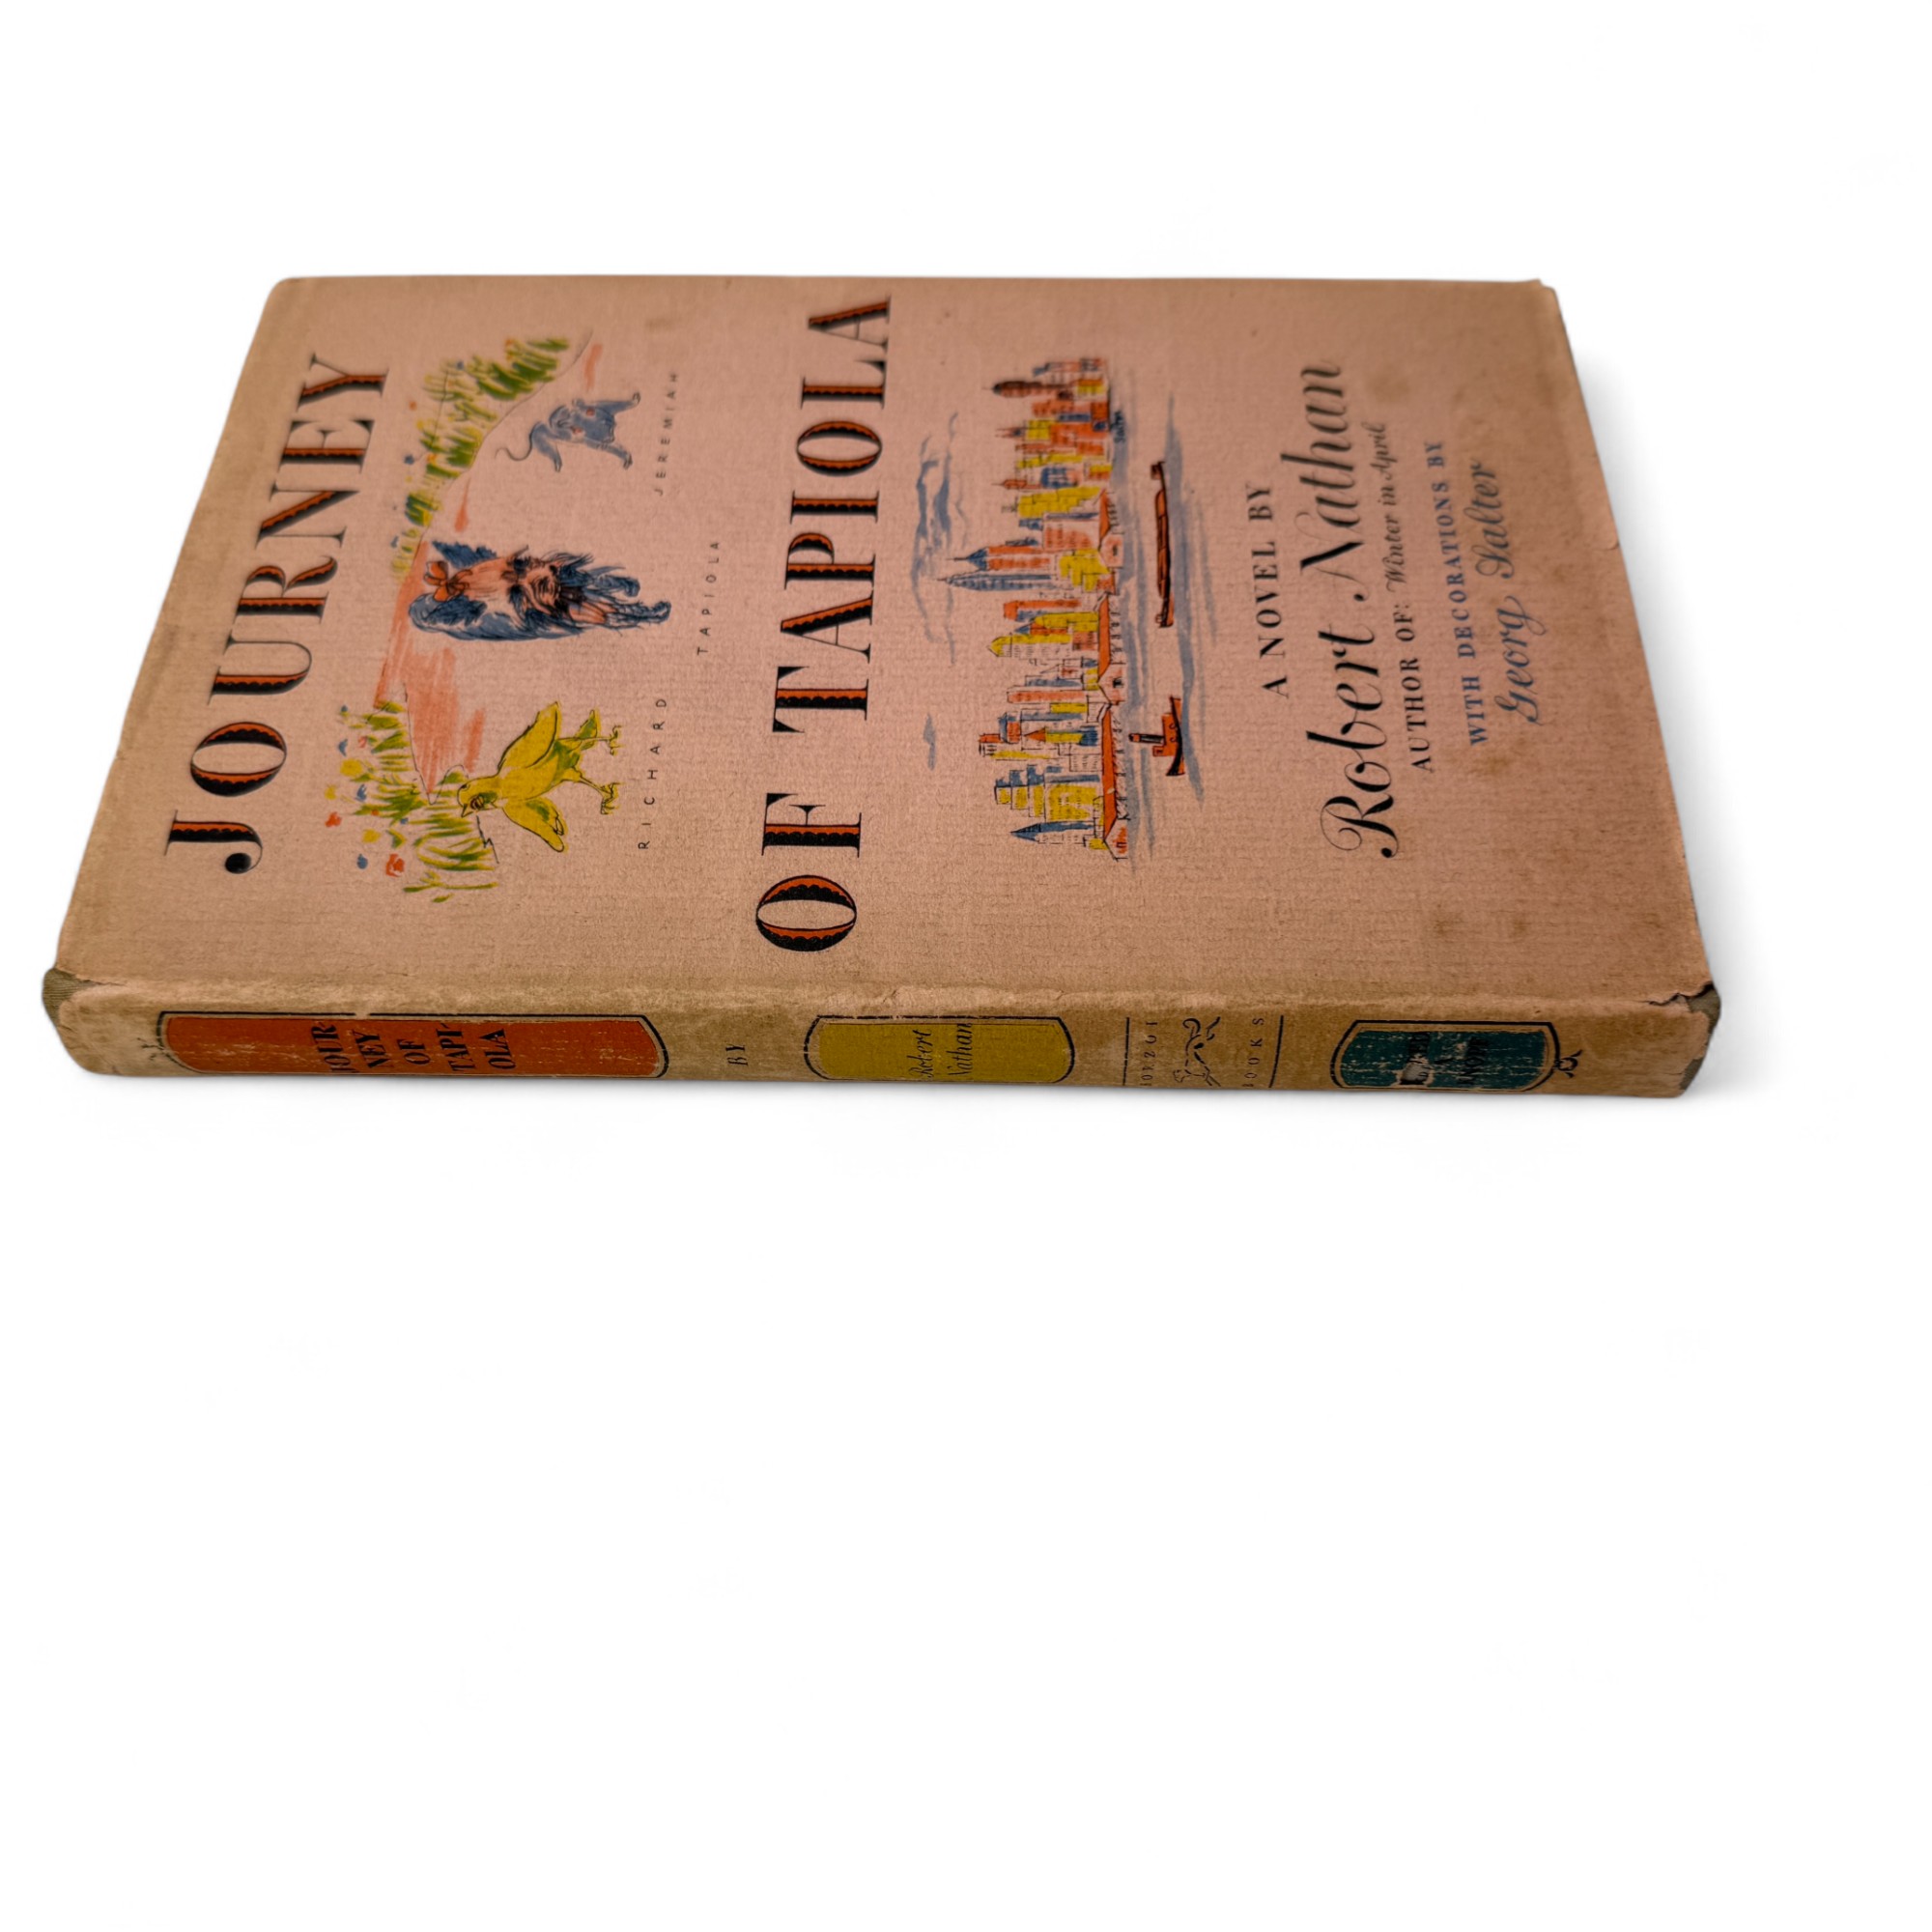 JOURNEY
RICHARD
TAPIOLA
JEREMIAH
OF TAPIOLA
A NOVEL BY
Robert Nathan
AUTHOR OF: Winter in April
WITH DECORATIONS BY
Georg Salter
JOUR
NEY
OF
TAPI-
OLA
BY
Robert
Nathan
BORZOI
BOOKS